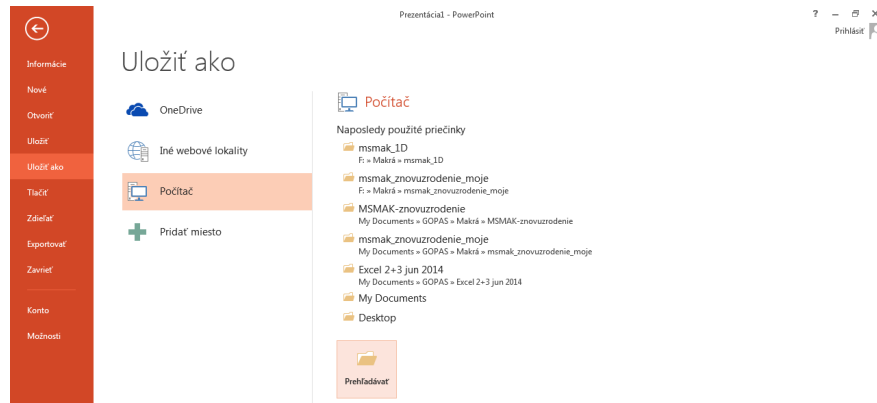 Prezentácia1 - PowerPoint
?
Prihlásiť
Informácie
Nové
Otvoriť
Uložiť
Uložiť ako
Tlačiť
Zdieľať
Exportovať
Zavrieť
Konto
Možnosti
Uložiť ako
OneDrive
Iné webové lokality
Počítač
Pridať miesto
Počítač
Naposledy použité priečinky
msmak_1D
F: » Makrá » msmak_1D
msmak_znovuzrodenie_moje
F: » Makrá » msmak_znovuzrodenie_moje
MSMAK-znovuzrodenie
My Documents » GOPAS » Makrá » MSMAK-znovuzrodenie
msmak_znovuzrodenie_moje
My Documents » GOPAS » Makrá » msmak_znovuzrodenie_moje
Excel 2+3 jun 2014
My Documents » GOPAS » Excel 2+3 jun 2014
My Documents
Desktop
Prehľadávať